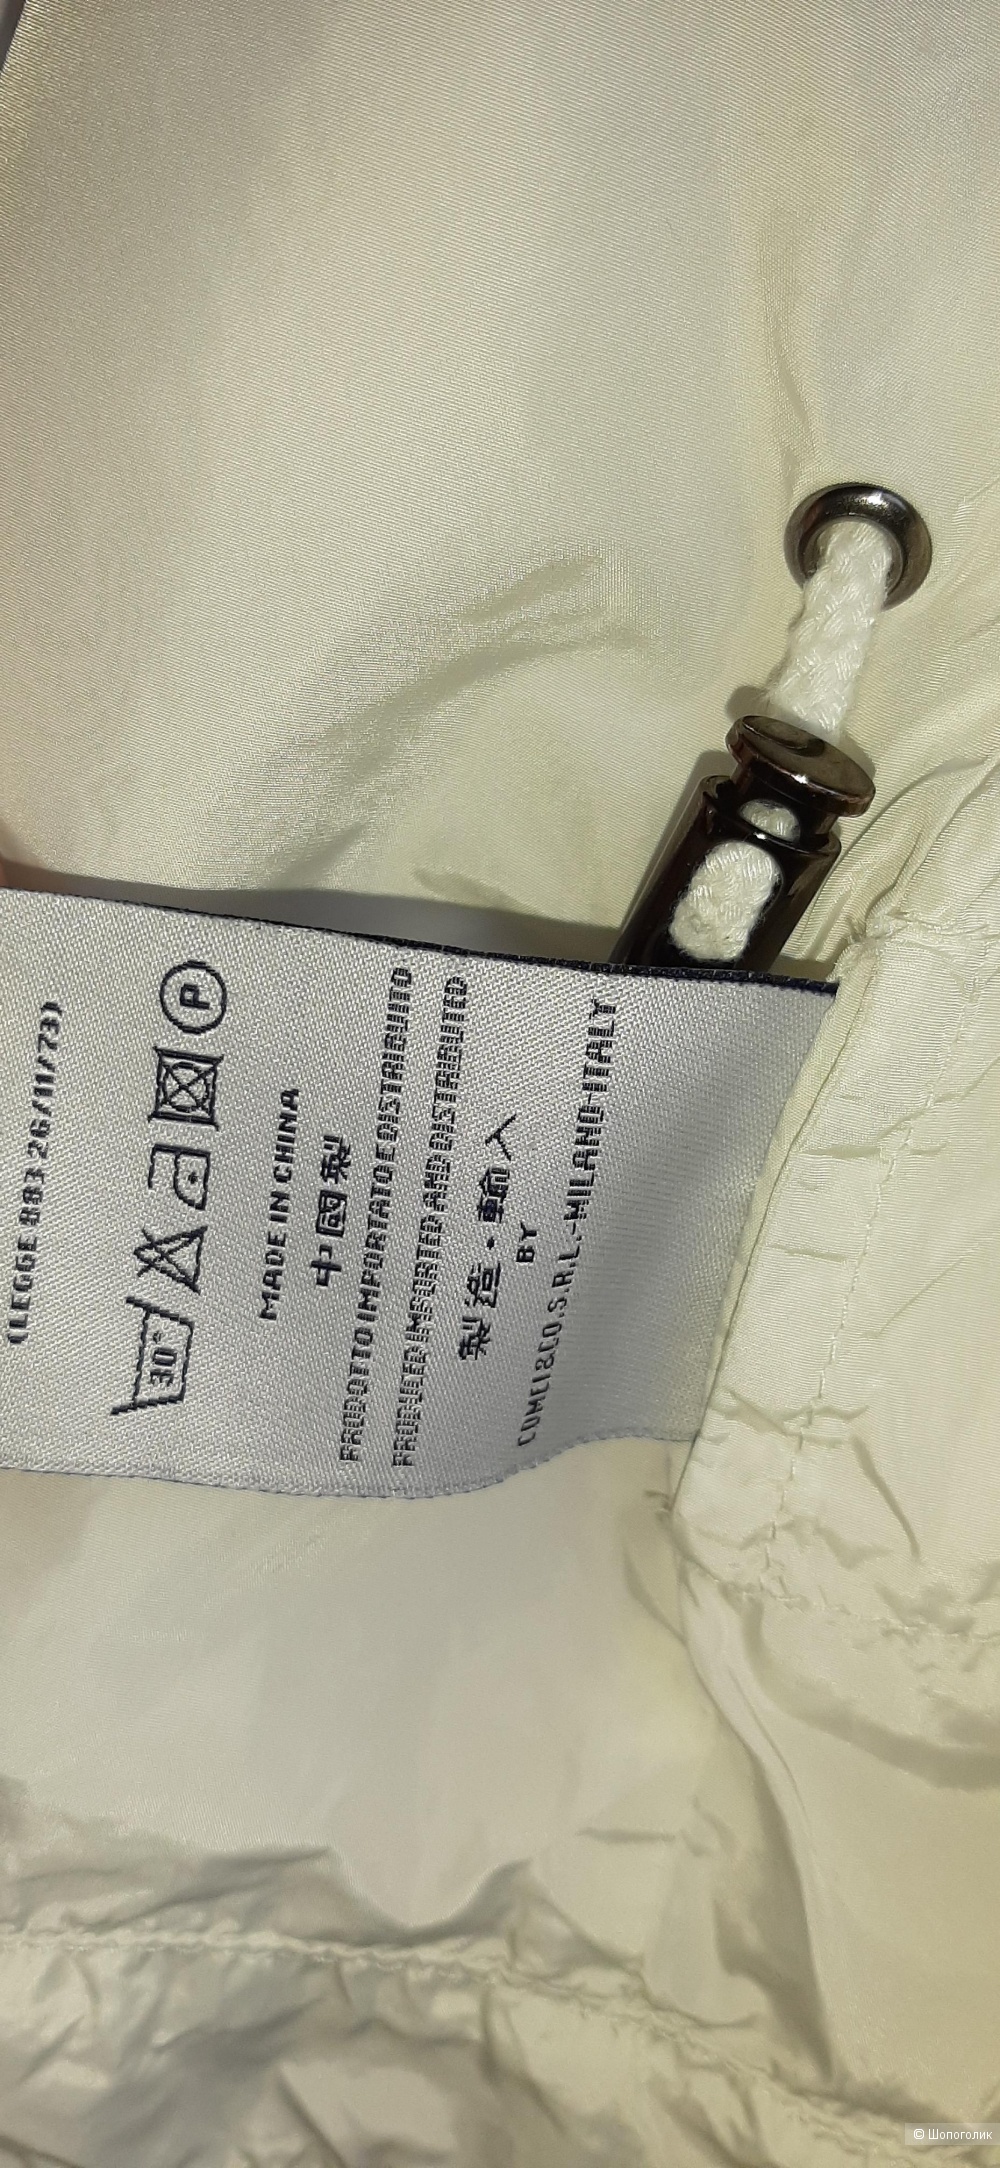 (LEGGE 883 26/11/73)
30°
P
MADE IN CHINA
中國製
PRODOTTO IMPORTATO E DISTRIBUITO
PRODUCED IMPORTED AND DISTRIBUTED
製造·輸入
BY
COMEI&CO.S.R.L.-MILANO-ITALY
© Шопоголик